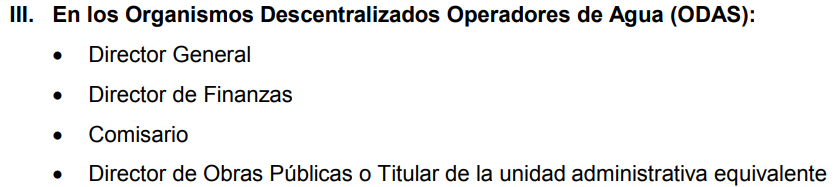 III. En los Organismos Descentralizados Operadores de Agua (ODAS):
• Director General
• Director de Finanzas
• Comisario
• Director de Obras Públicas o Titular de la unidad administrativa equivalente